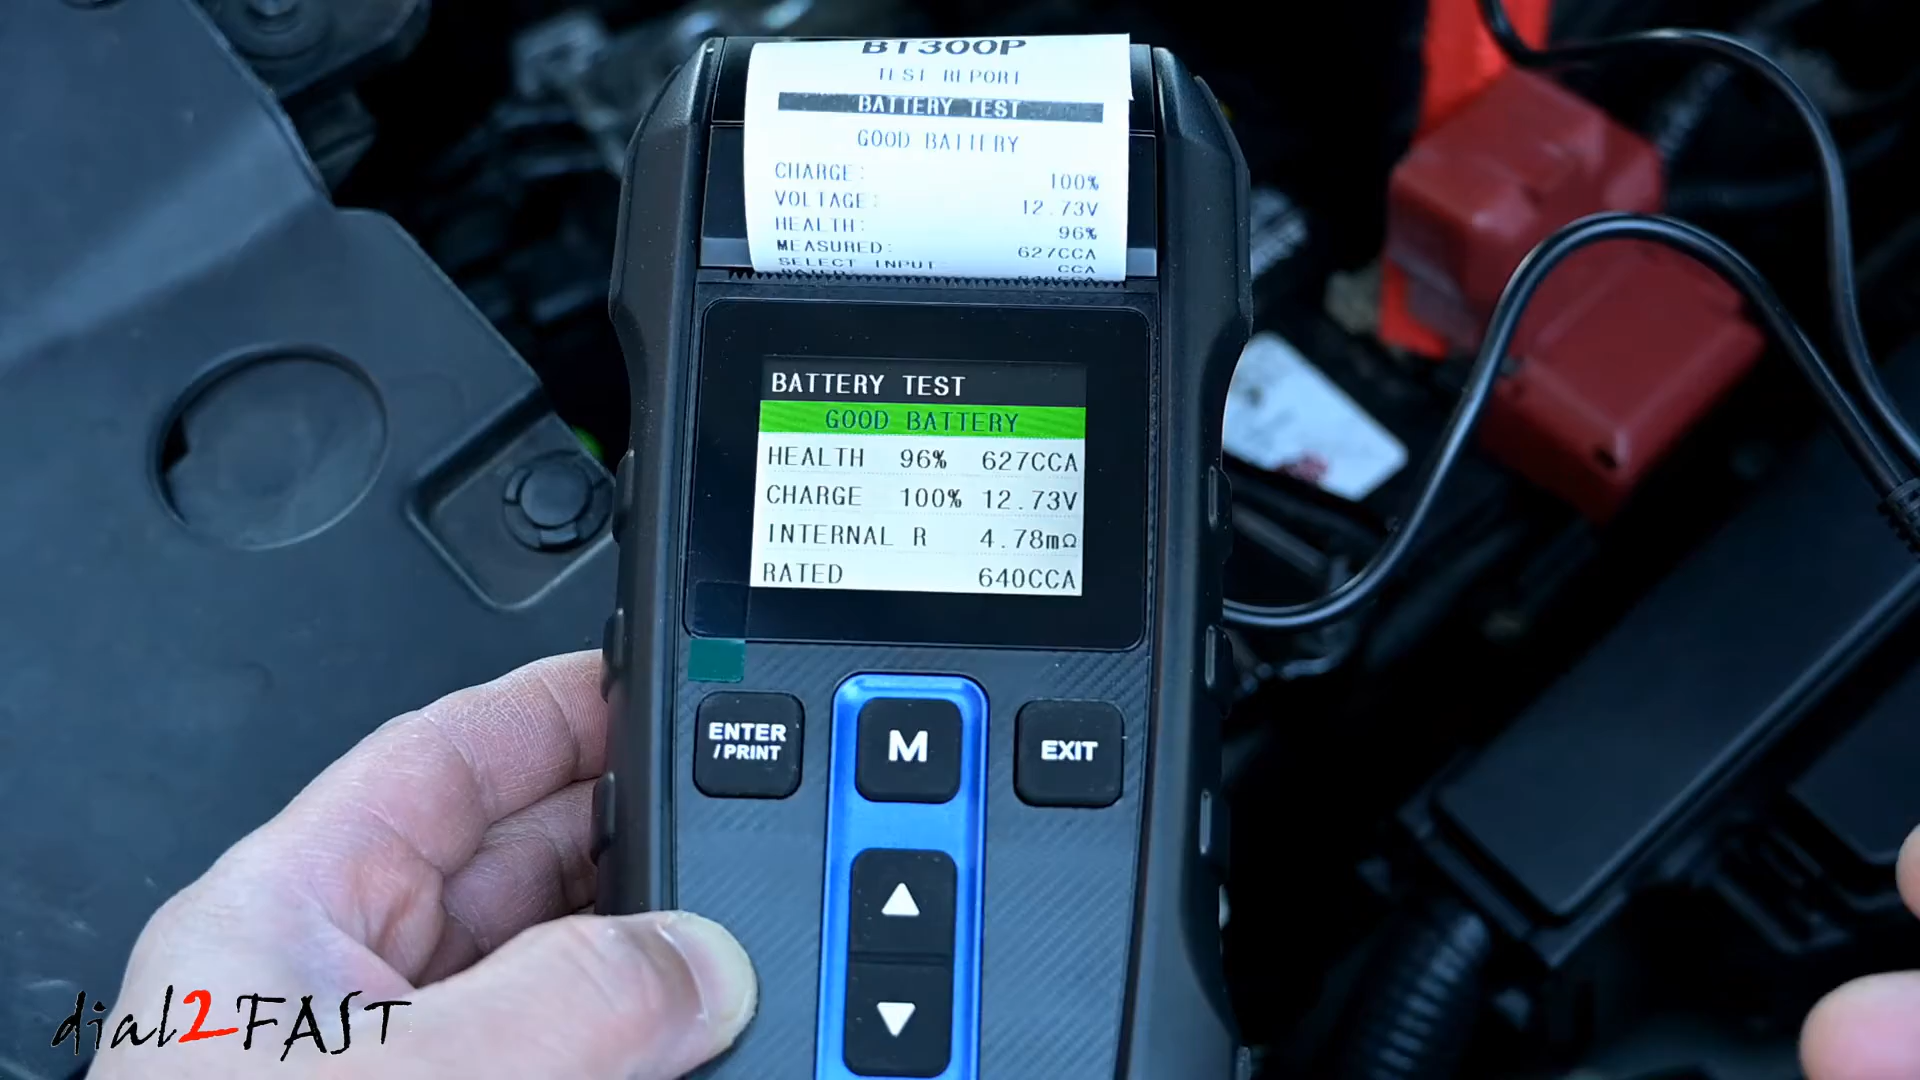 BT300P
TEST REPORT
BATTERY TEST
GOOD BATTERY
CHARGE: 100%
VOLTAGE: 12.73V
HEALTH: 96%
MEASURED: 627CCA
SELECT INPUT CCA
RATED: 640CCA
BATTERY TEST
GOOD BATTERY
HEALTH 96% 627CCA
CHARGE 100% 12.73V
INTERNAL R 4.78mΩ
RATED 640CCA
ENTER
/PRINT
M
EXIT
dial2FAST